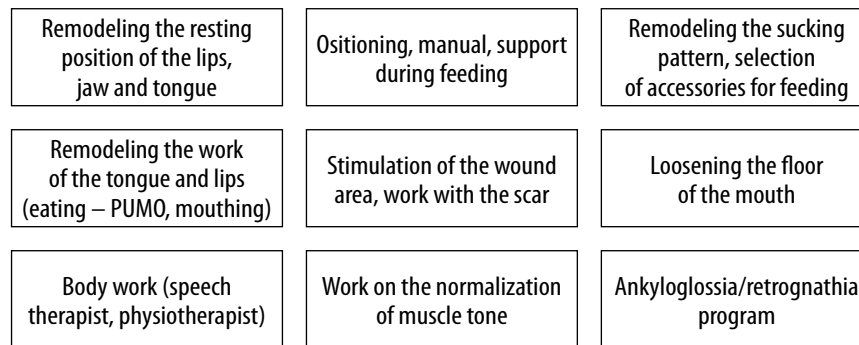 Remodeling the resting
position of the lips,
jaw and tongue
Ositioning, manual, support
during feeding
Remodeling the sucking
pattern, selection
of accessories for feeding
Remodeling the work
of the tongue and lips
(eating – PUMO, mouthing)
Stimulation of the wound
area, work with the scar
Loosening the floor
of the mouth
Body work (speech
therapist, physiotherapist)
Work on the normalization
of muscle tone
Ankyloglossia/retrognathia
program